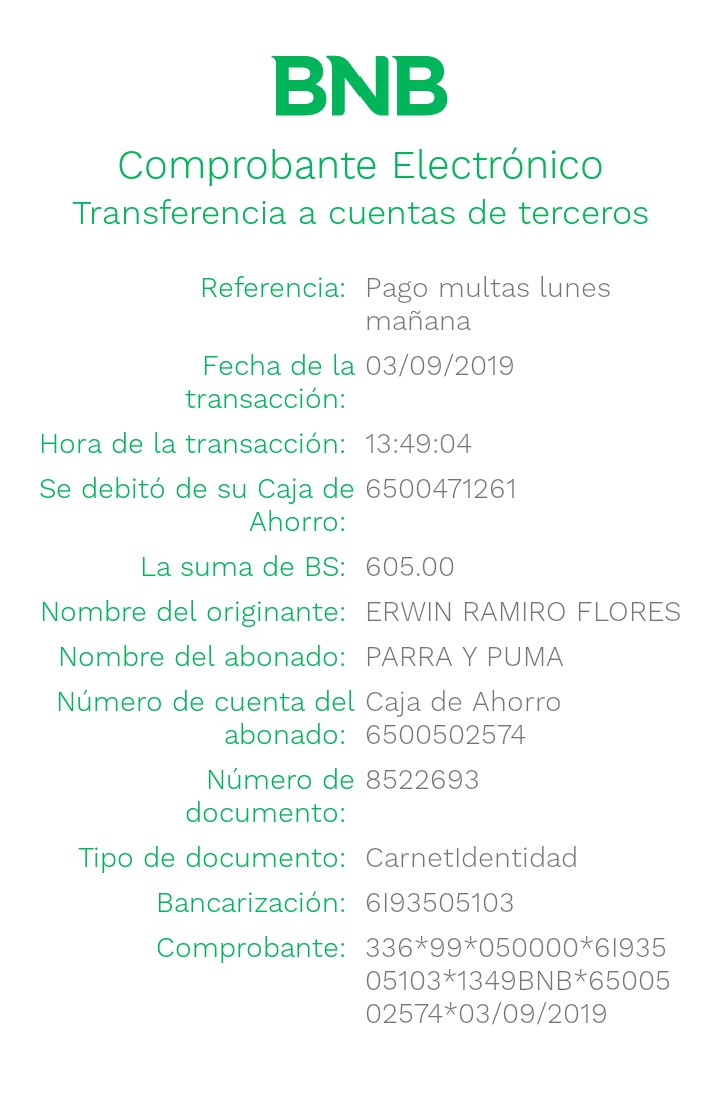 BNB
Comprobante Electrónico
Transferencia a cuentas de terceros
Referencia: Pago multas lunes
mañana
Fecha de la 03/09/2019
transacción:
Hora de la transacción: 13:49:04
Se debitó de su Caja de 6500471261
Ahorro:
La suma de BS: 605.00
Nombre del originante: ERWIN RAMIRO FLORES
Nombre del abonado: PARRA Y PUMA
Número de cuenta del Caja de Ahorro
abonado: 6500502574
Número de 8522693
documento:
Tipo de documento: CarnetIdentidad
Bancarización: 6I93505103
Comprobante: 336*99*050000*6I935
05103*1349BNB*65005
02574*03/09/2019